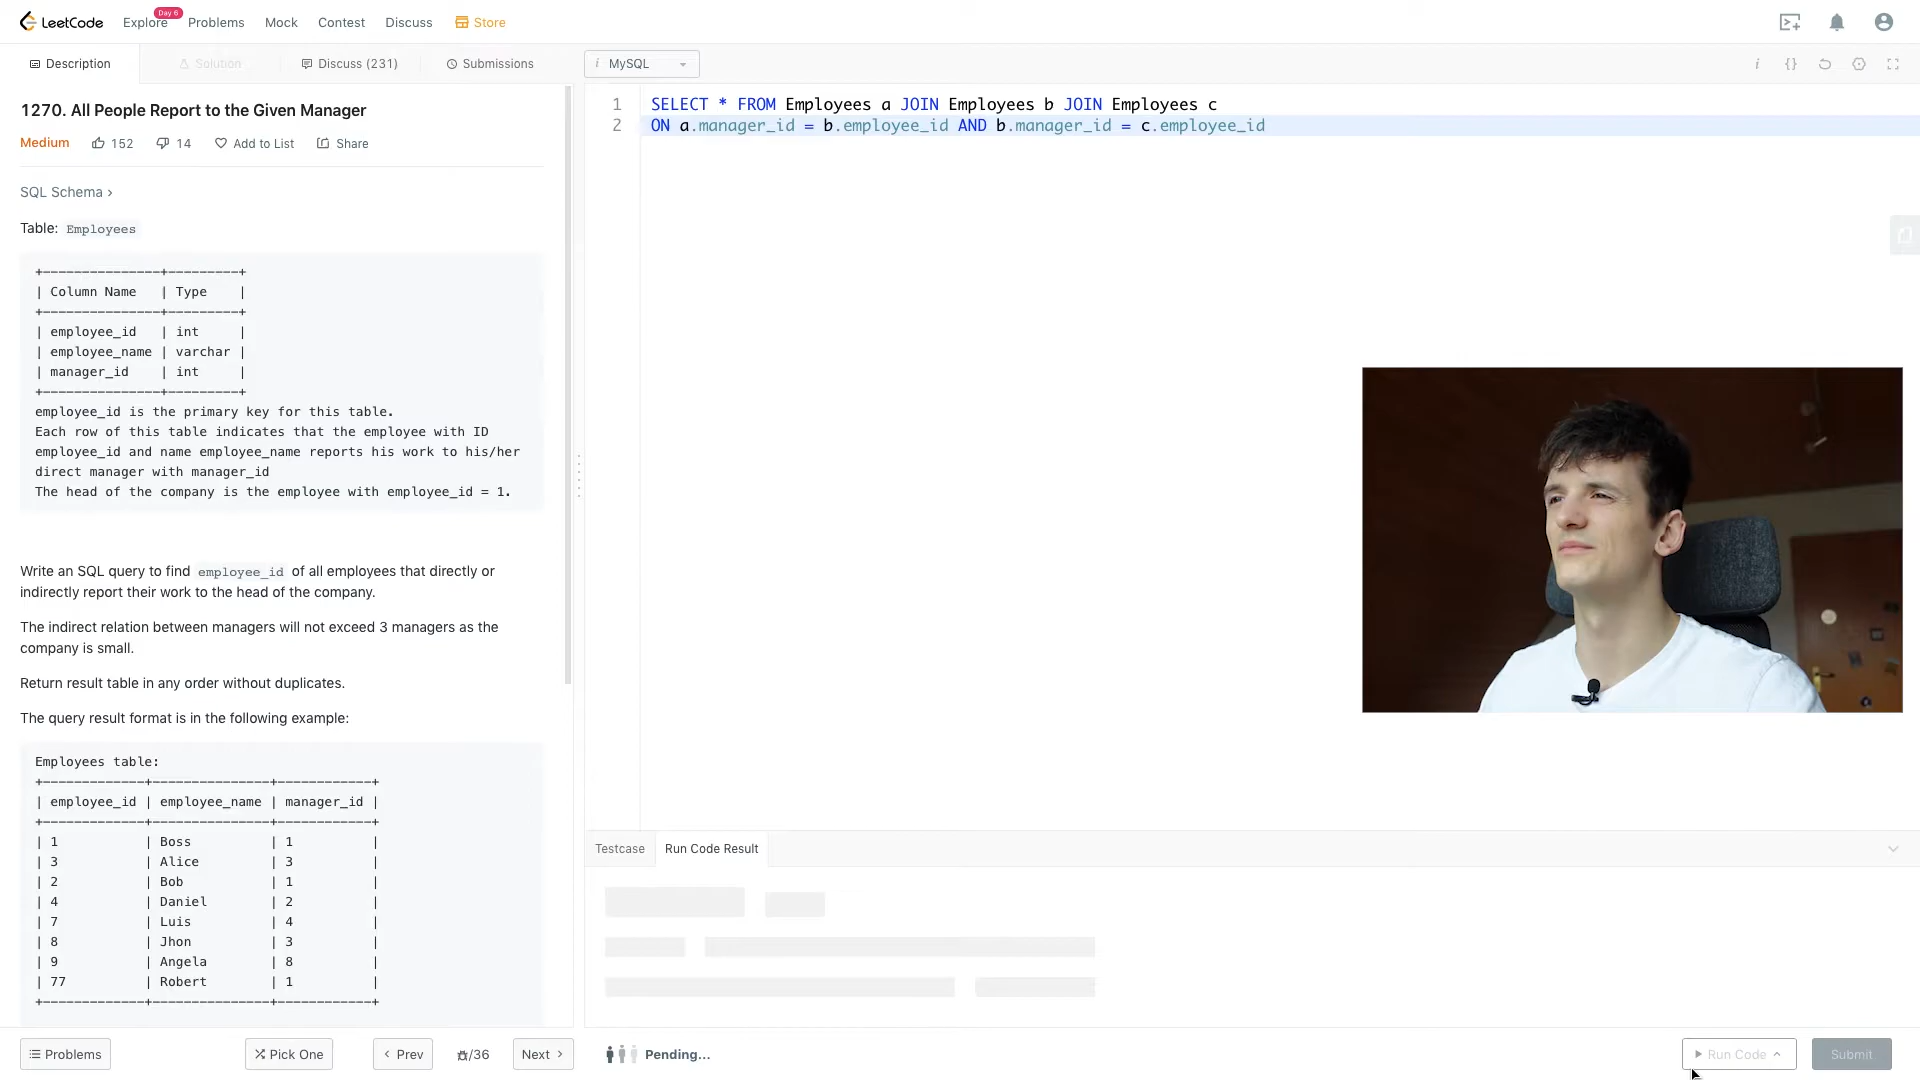 LeetCode Explore Day 6 Problems Mock Contest Discuss Store
Description Solution Discuss (231) Submissions
i MySQL
1270. All People Report to the Given Manager
Medium 152 14 Add to List Share
SQL Schema ›
Table: Employees
+---------------+---------+
| Column Name   | Type    |
+---------------+---------+
| employee_id   | int     |
| employee_name | varchar |
| manager_id    | int     |
+---------------+---------+
employee_id is the primary key for this table.
Each row of this table indicates that the employee with ID
employee_id and name employee_name reports his work to his/her
direct manager with manager_id
The head of the company is the employee with employee_id = 1.
Write an SQL query to find employee_id of all employees that directly or
indirectly report their work to the head of the company.
The indirect relation between managers will not exceed 3 managers as the
company is small.
Return result table in any order without duplicates.
The query result format is in the following example:
Employees table:
+-------------+---------------+------------+
| employee_id | employee_name | manager_id |
+-------------+---------------+------------+
| 1           | Boss          | 1          |
| 3           | Alice         | 3          |
| 2           | Bob           | 1          |
| 4           | Daniel        | 2          |
| 7           | Luis          | 4          |
| 8           | Jhon          | 3          |
| 9           | Angela        | 8          |
| 77          | Robert        | 1          |
+-------------+---------------+------------+
Problems Pick One ‹ Prev /36 Next ›
i {}
1 SELECT * FROM Employees a JOIN Employees b JOIN Employees c
2 ON a.manager_id = b.employee_id AND b.manager_id = c.employee_id
Testcase Run Code Result
Pending...
Run Code Submit